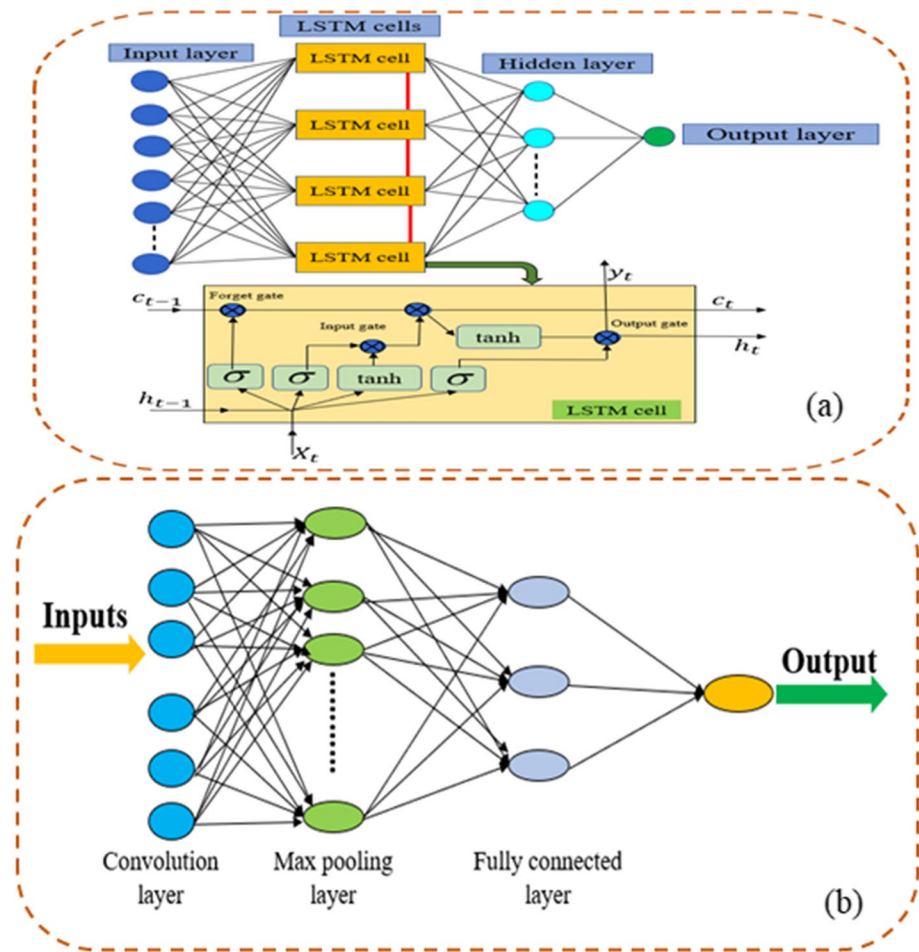 LSTM cells
Input layer
LSTM cell
Hidden layer
LSTM cell
Output layer
LSTM cell
LSTM cell
y_t
c_{t-1}
Forget gate
c_t
Input gate
tanh
Output gate
h_t
σ
σ
tanh
σ
h_{t-1}
LSTM cell
(a)
X_t
Inputs
Output
Convolution
layer
Max pooling
layer
Fully connected
layer
(b)